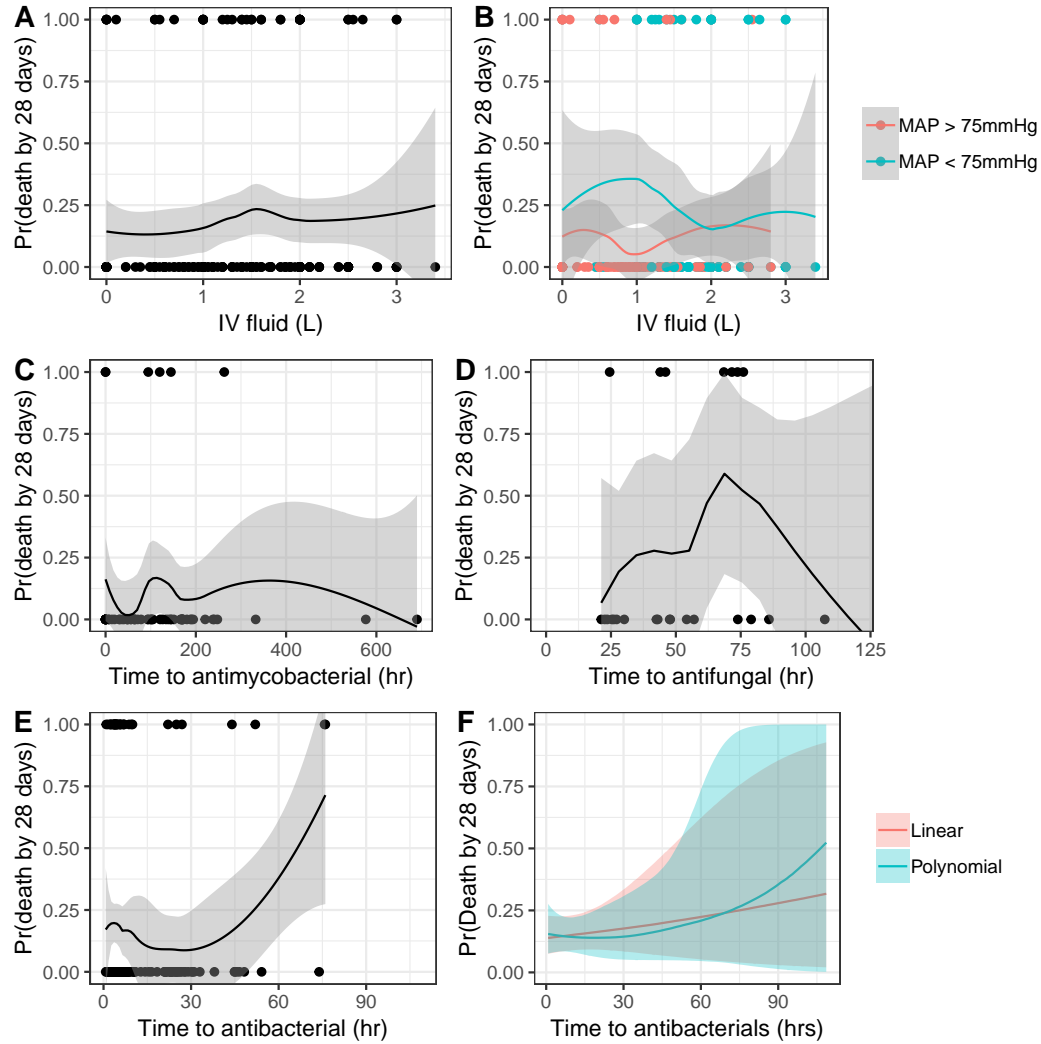 A
Pr(death by 28 days)
1.00
0.75
0.50
0.25
0.00
0 1 2 3
IV fluid (L)
B
Pr(death by 28 days)
1.00
0.75
0.50
0.25
0.00
0 1 2 3
IV fluid (L)
MAP > 75mmHg
MAP < 75mmHg
C
Pr(death by 28 days)
1.00
0.75
0.50
0.25
0.00
0 200 400 600
Time to antimycobacterial (hr)
D
Pr(death by 28 days)
1.00
0.75
0.50
0.25
0.00
0 25 50 75 100 125
Time to antifungal (hr)
E
Pr(death by 28 days)
1.00
0.75
0.50
0.25
0.00
0 30 60 90
Time to antibacterial (hr)
F
Pr(Death by 28 days)
1.00
0.75
0.50
0.25
0.00
0 30 60 90
Time to antibacterials (hrs)
Linear
Polynomial